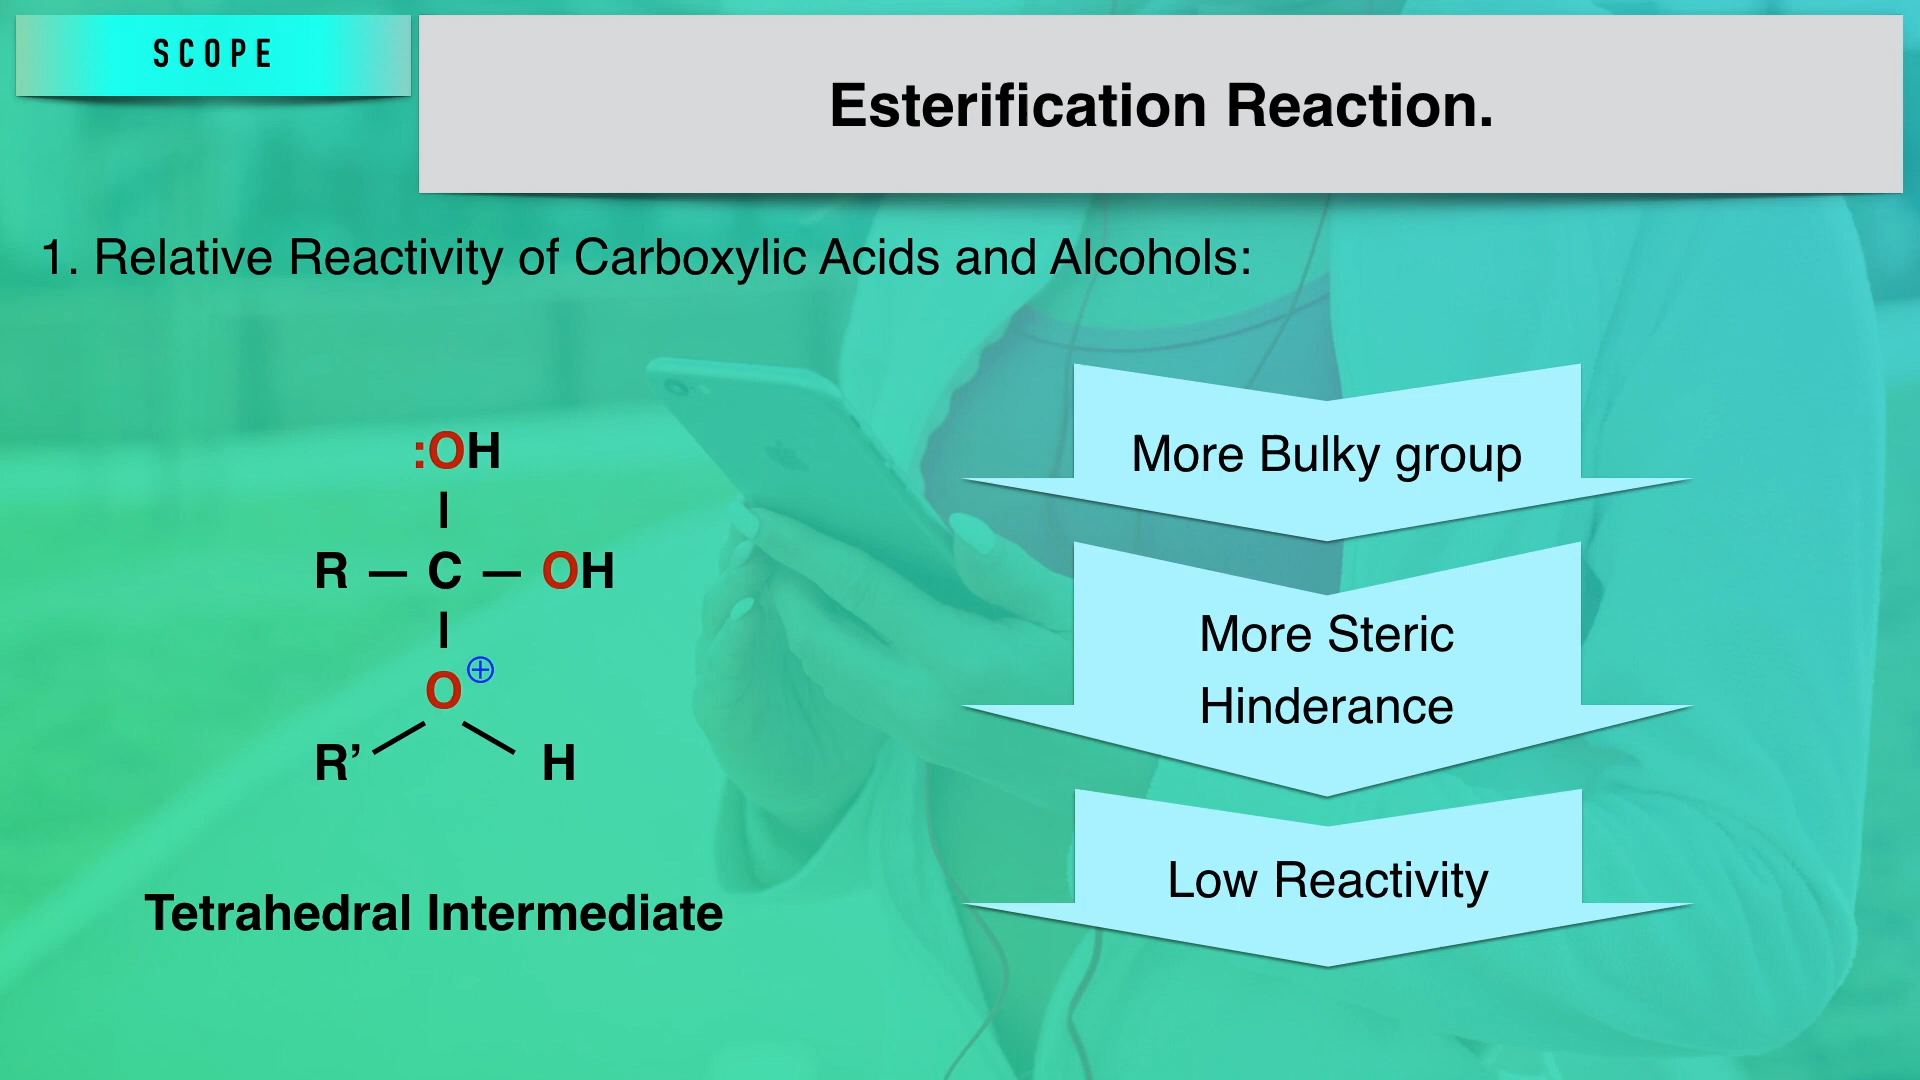 SCOPE
Esterification Reaction.
1. Relative Reactivity of Carboxylic Acids and Alcohols:
:OH
R — C — OH
O⊕
R’ H
Tetrahedral Intermediate
More Bulky group
More Steric
Hinderance
Low Reactivity